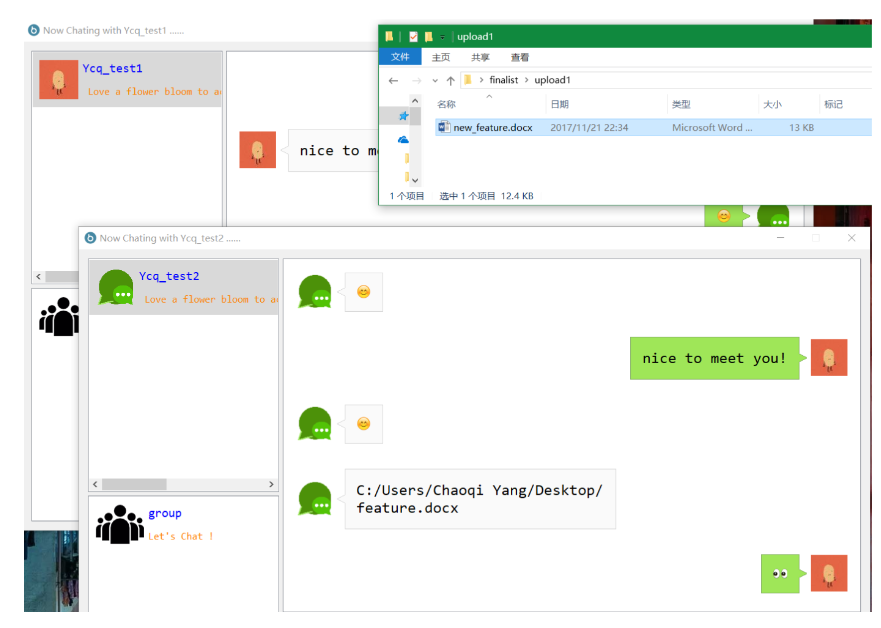 Now Chating with Ycq_test1 ......
Ycq_test1
Love a flower bloom to a
nice to m
upload1
文件 主页 共享 查看
finalist › upload1
名称 日期 类型 大小 标记
new_feature.docx 2017/11/21 22:34 Microsoft Word ... 13 KB
1 个项目 选中 1 个项目 12.4 KB
Now Chating with Ycq_test2 ......
Ycq_test2
Love a flower bloom to a
nice to meet you!
C:/Users/Chaoqi Yang/Desktop/
feature.docx
group
Let's Chat !